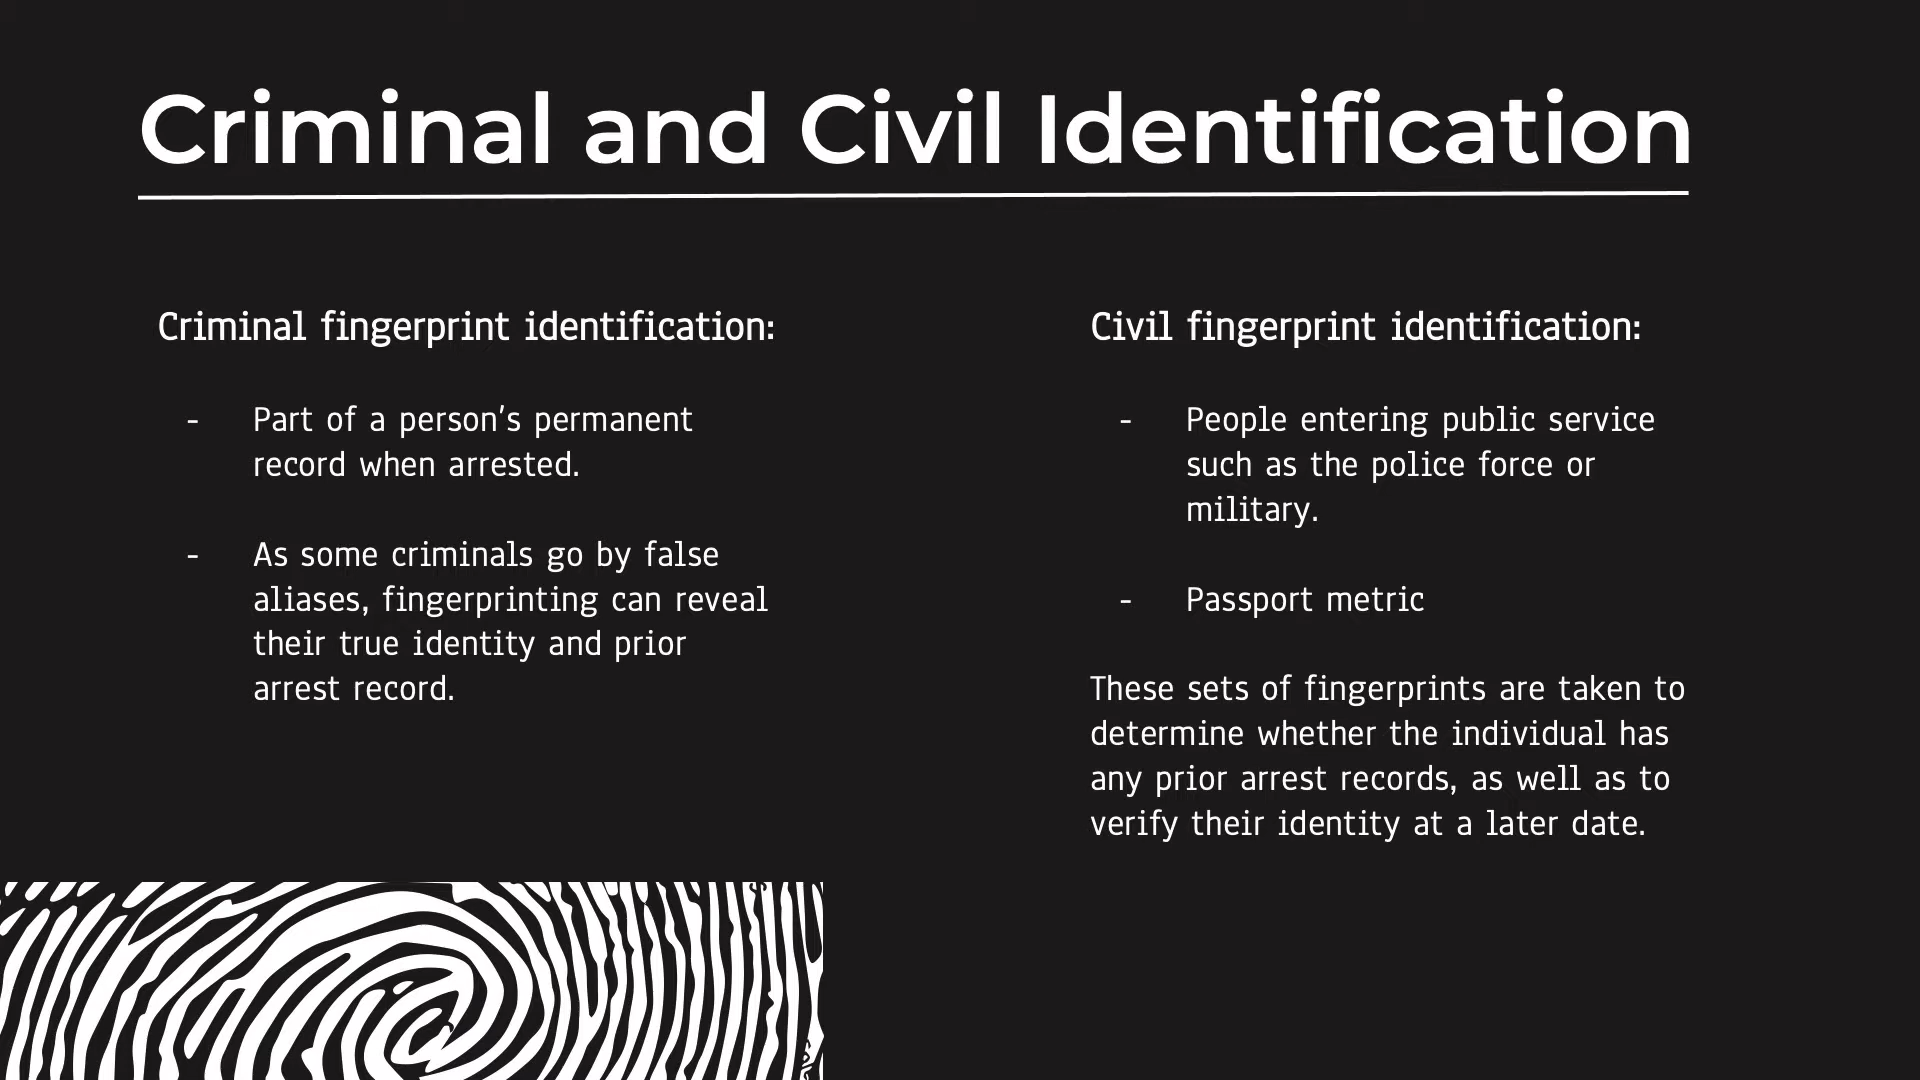 Criminal and Civil Identification
Criminal fingerprint identification:
- Part of a person's permanent
record when arrested.
- As some criminals go by false
aliases, fingerprinting can reveal
their true identity and prior
arrest record.
Civil fingerprint identification:
- People entering public service
such as the police force or
military.
- Passport metric
These sets of fingerprints are taken to
determine whether the individual has
any prior arrest records, as well as to
verify their identity at a later date.